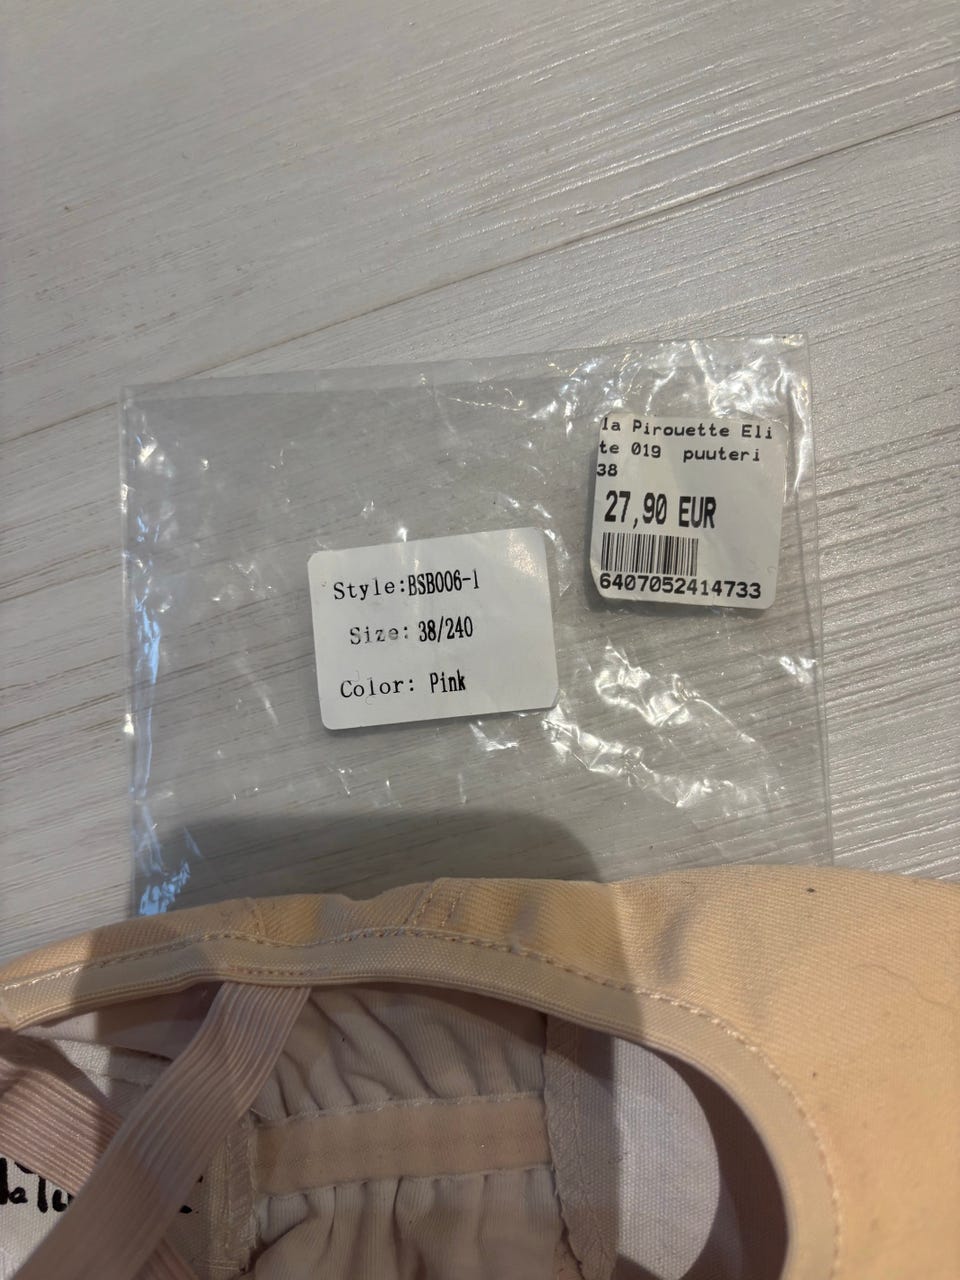 la Pirouette Eli
te 019 puuteri
38
27,90 EUR
6407052414733
Style:BSB006-1
Size: 38/240
Color: Pink
la